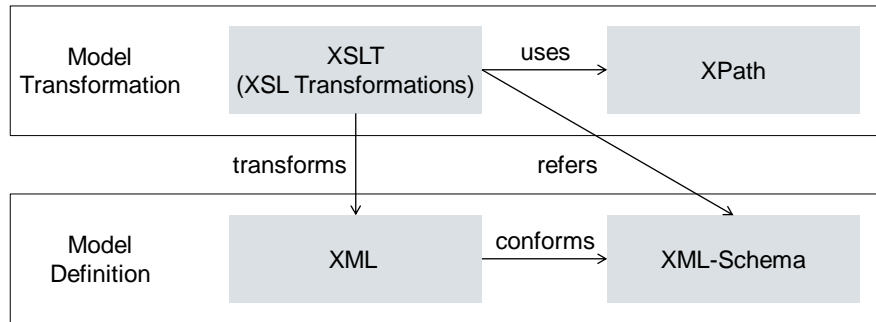 Model
Transformation
XSLT
(XSL Transformations)
uses
XPath
transforms
refers
Model
Definition
XML
conforms
XML-Schema